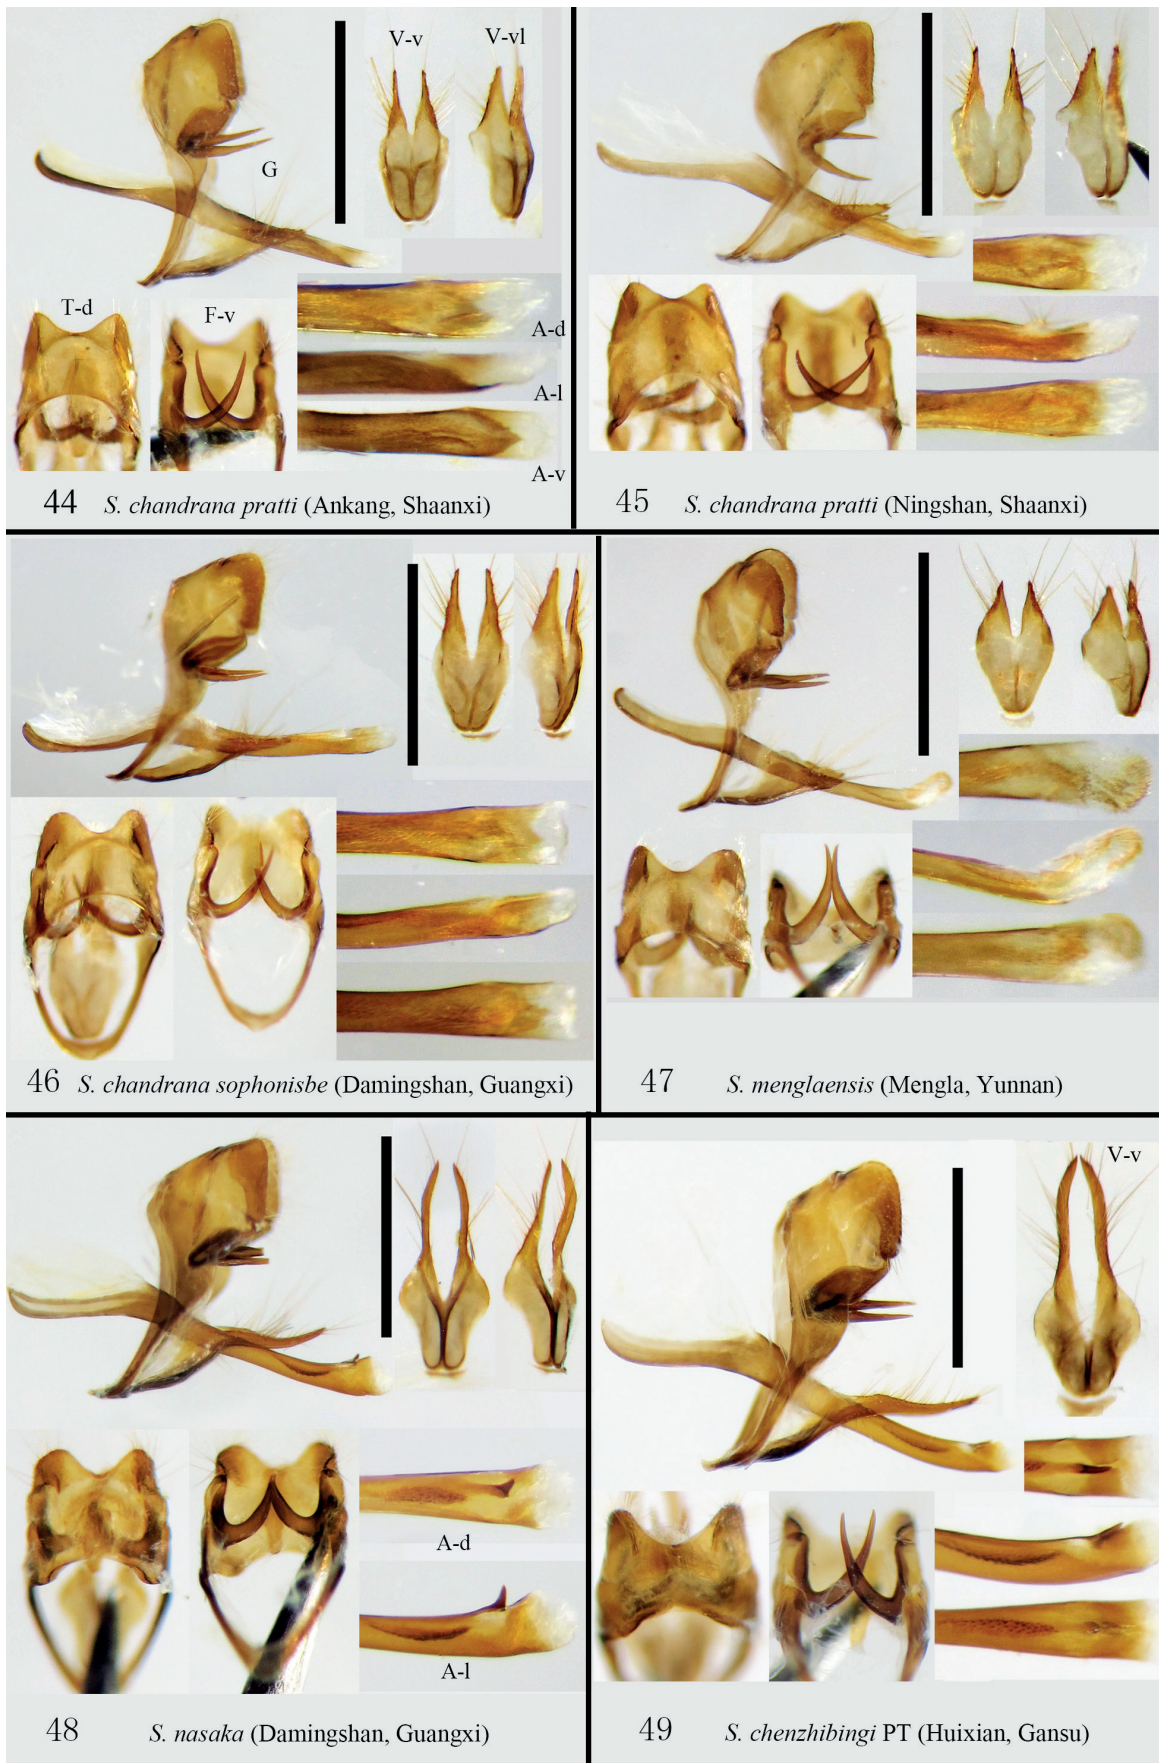 V-v
V-vl
G
T-d
F-v
A-d
A-l
A-v
44 S. chandrana pratti (Ankang, Shaanxi)
45 S. chandrana pratti (Ningshan, Shaanxi)
46 S. chandrana sophonisbe (Damingshan, Guangxi)
47 S. menglaensis (Mengla, Yunnan)
A-d
A-l
48 S. nasaka (Damingshan, Guangxi)
V-v
49 S. chenzhibingi PT (Huixian, Gansu)